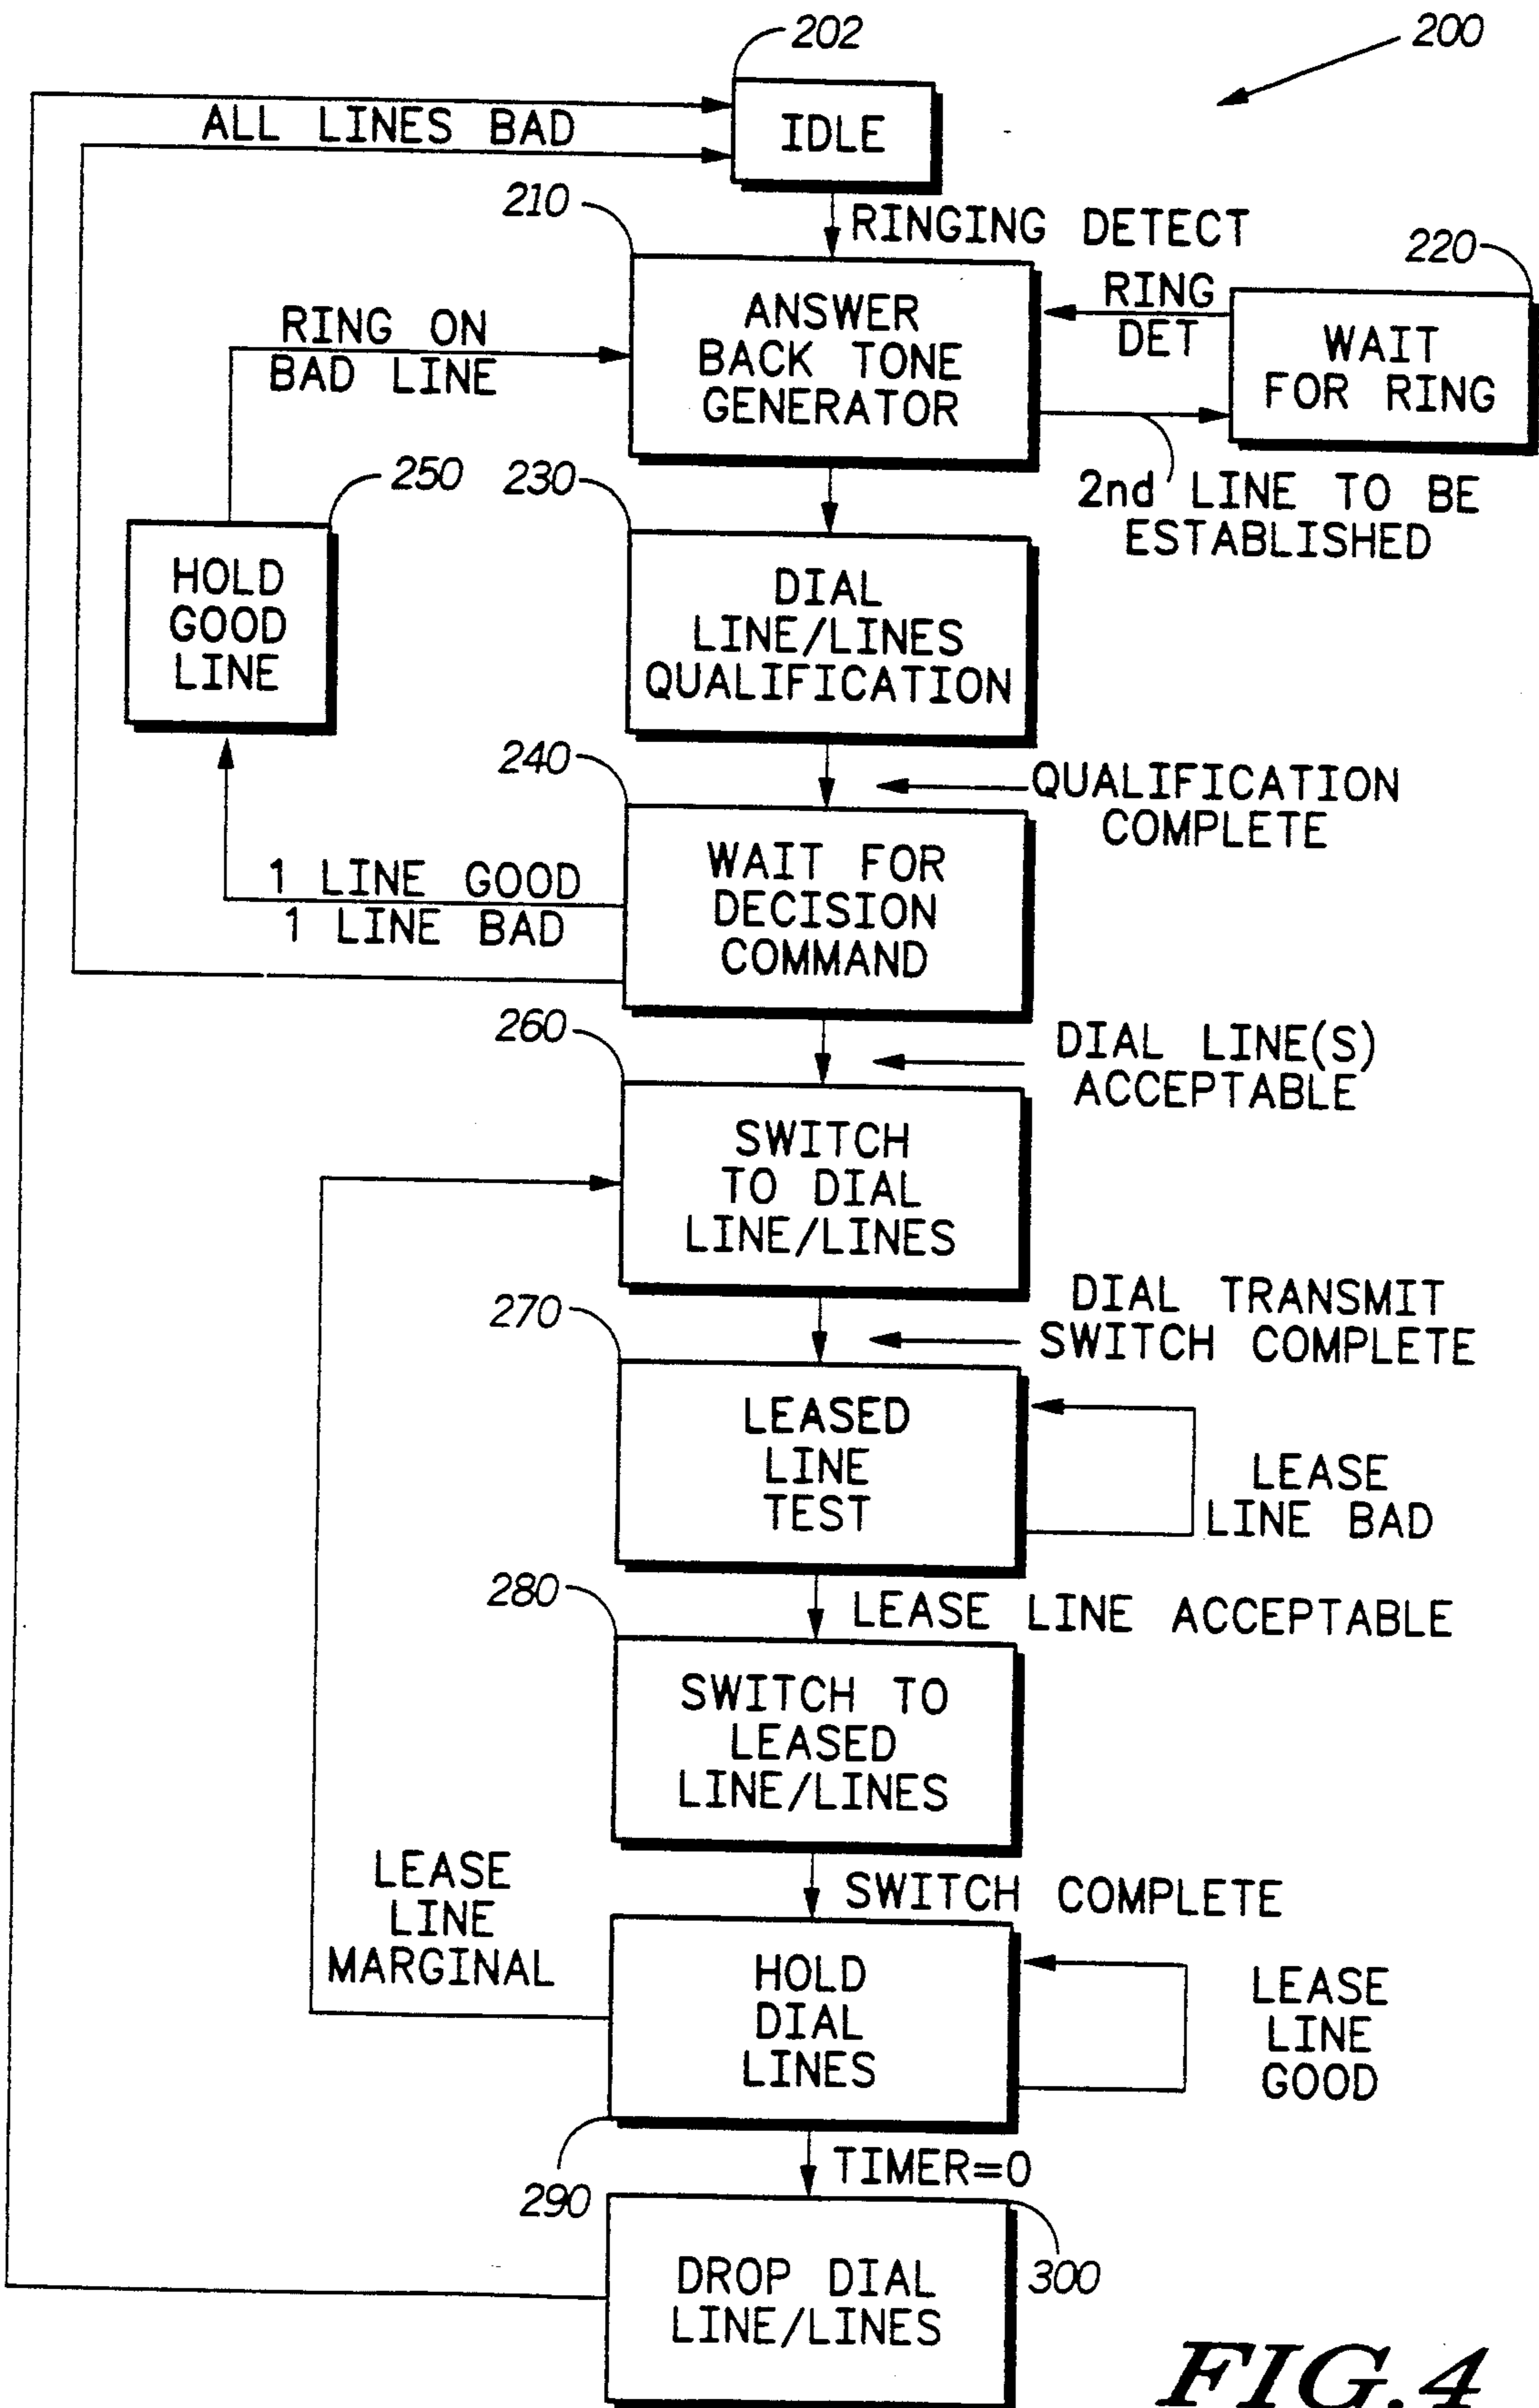 202
200
IDLE
ALL LINES BAD
210
RINGING DETECT
220
RING
DET
ANSWER
BACK TONE
GENERATOR
WAIT
FOR RING
RING ON
BAD LINE
250
230
2nd LINE TO BE
ESTABLISHED
HOLD
GOOD
LINE
DIAL
LINE/LINES
QUALIFICATION
240
QUALIFICATION
COMPLETE
1 LINE GOOD
1 LINE BAD
WAIT FOR
DECISION
COMMAND
260
DIAL LINE(S)
ACCEPTABLE
SWITCH
TO DIAL
LINE/LINES
270
DIAL TRANSMIT
SWITCH COMPLETE
LEASED
LINE
TEST
LEASE
LINE BAD
280
LEASE LINE ACCEPTABLE
SWITCH TO
LEASED
LINE/LINES
LEASE
LINE
MARGINAL
SWITCH COMPLETE
HOLD
DIAL
LINES
LEASE
LINE
GOOD
290
TIMER=0
300
DROP DIAL
LINE/LINES
FIG.4